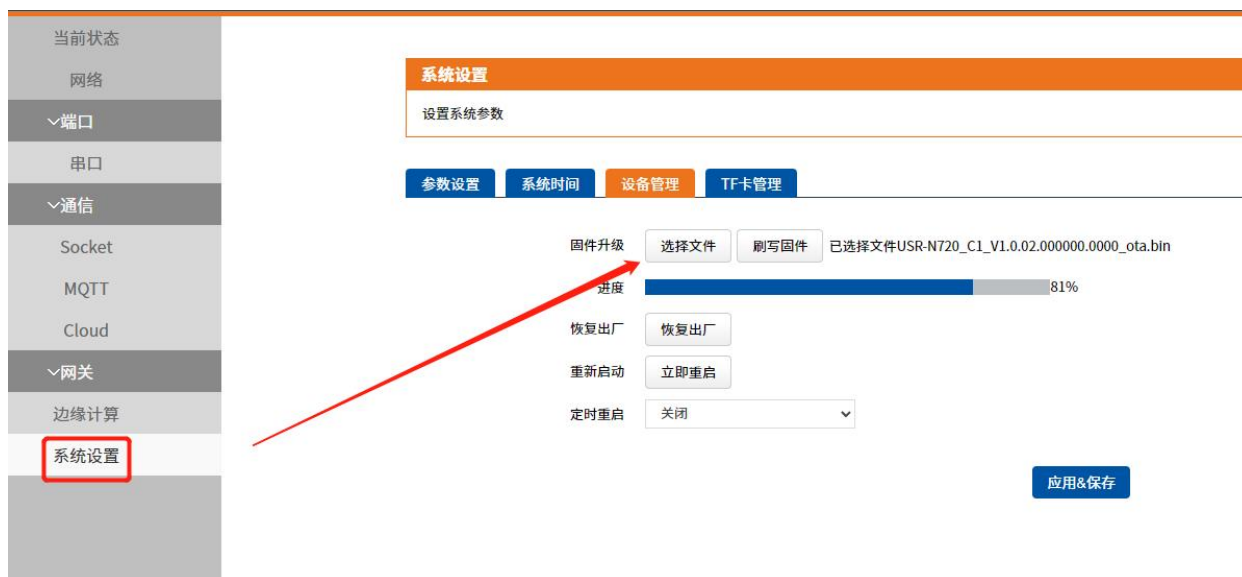 当前状态
网络
端口
串口
通信
Socket
MQTT
Cloud
网关
边缘计算
系统设置
系统设置
设置系统参数
参数设置 系统时间 设备管理 TF卡管理
固件升级 选择文件 刷写固件 已选择文件USR-N720_C1_V1.0.02.000000.0000_ota.bin
进度 81%
恢复出厂 恢复出厂
重新启动 立即重启
定时重启 关闭
应用&保存